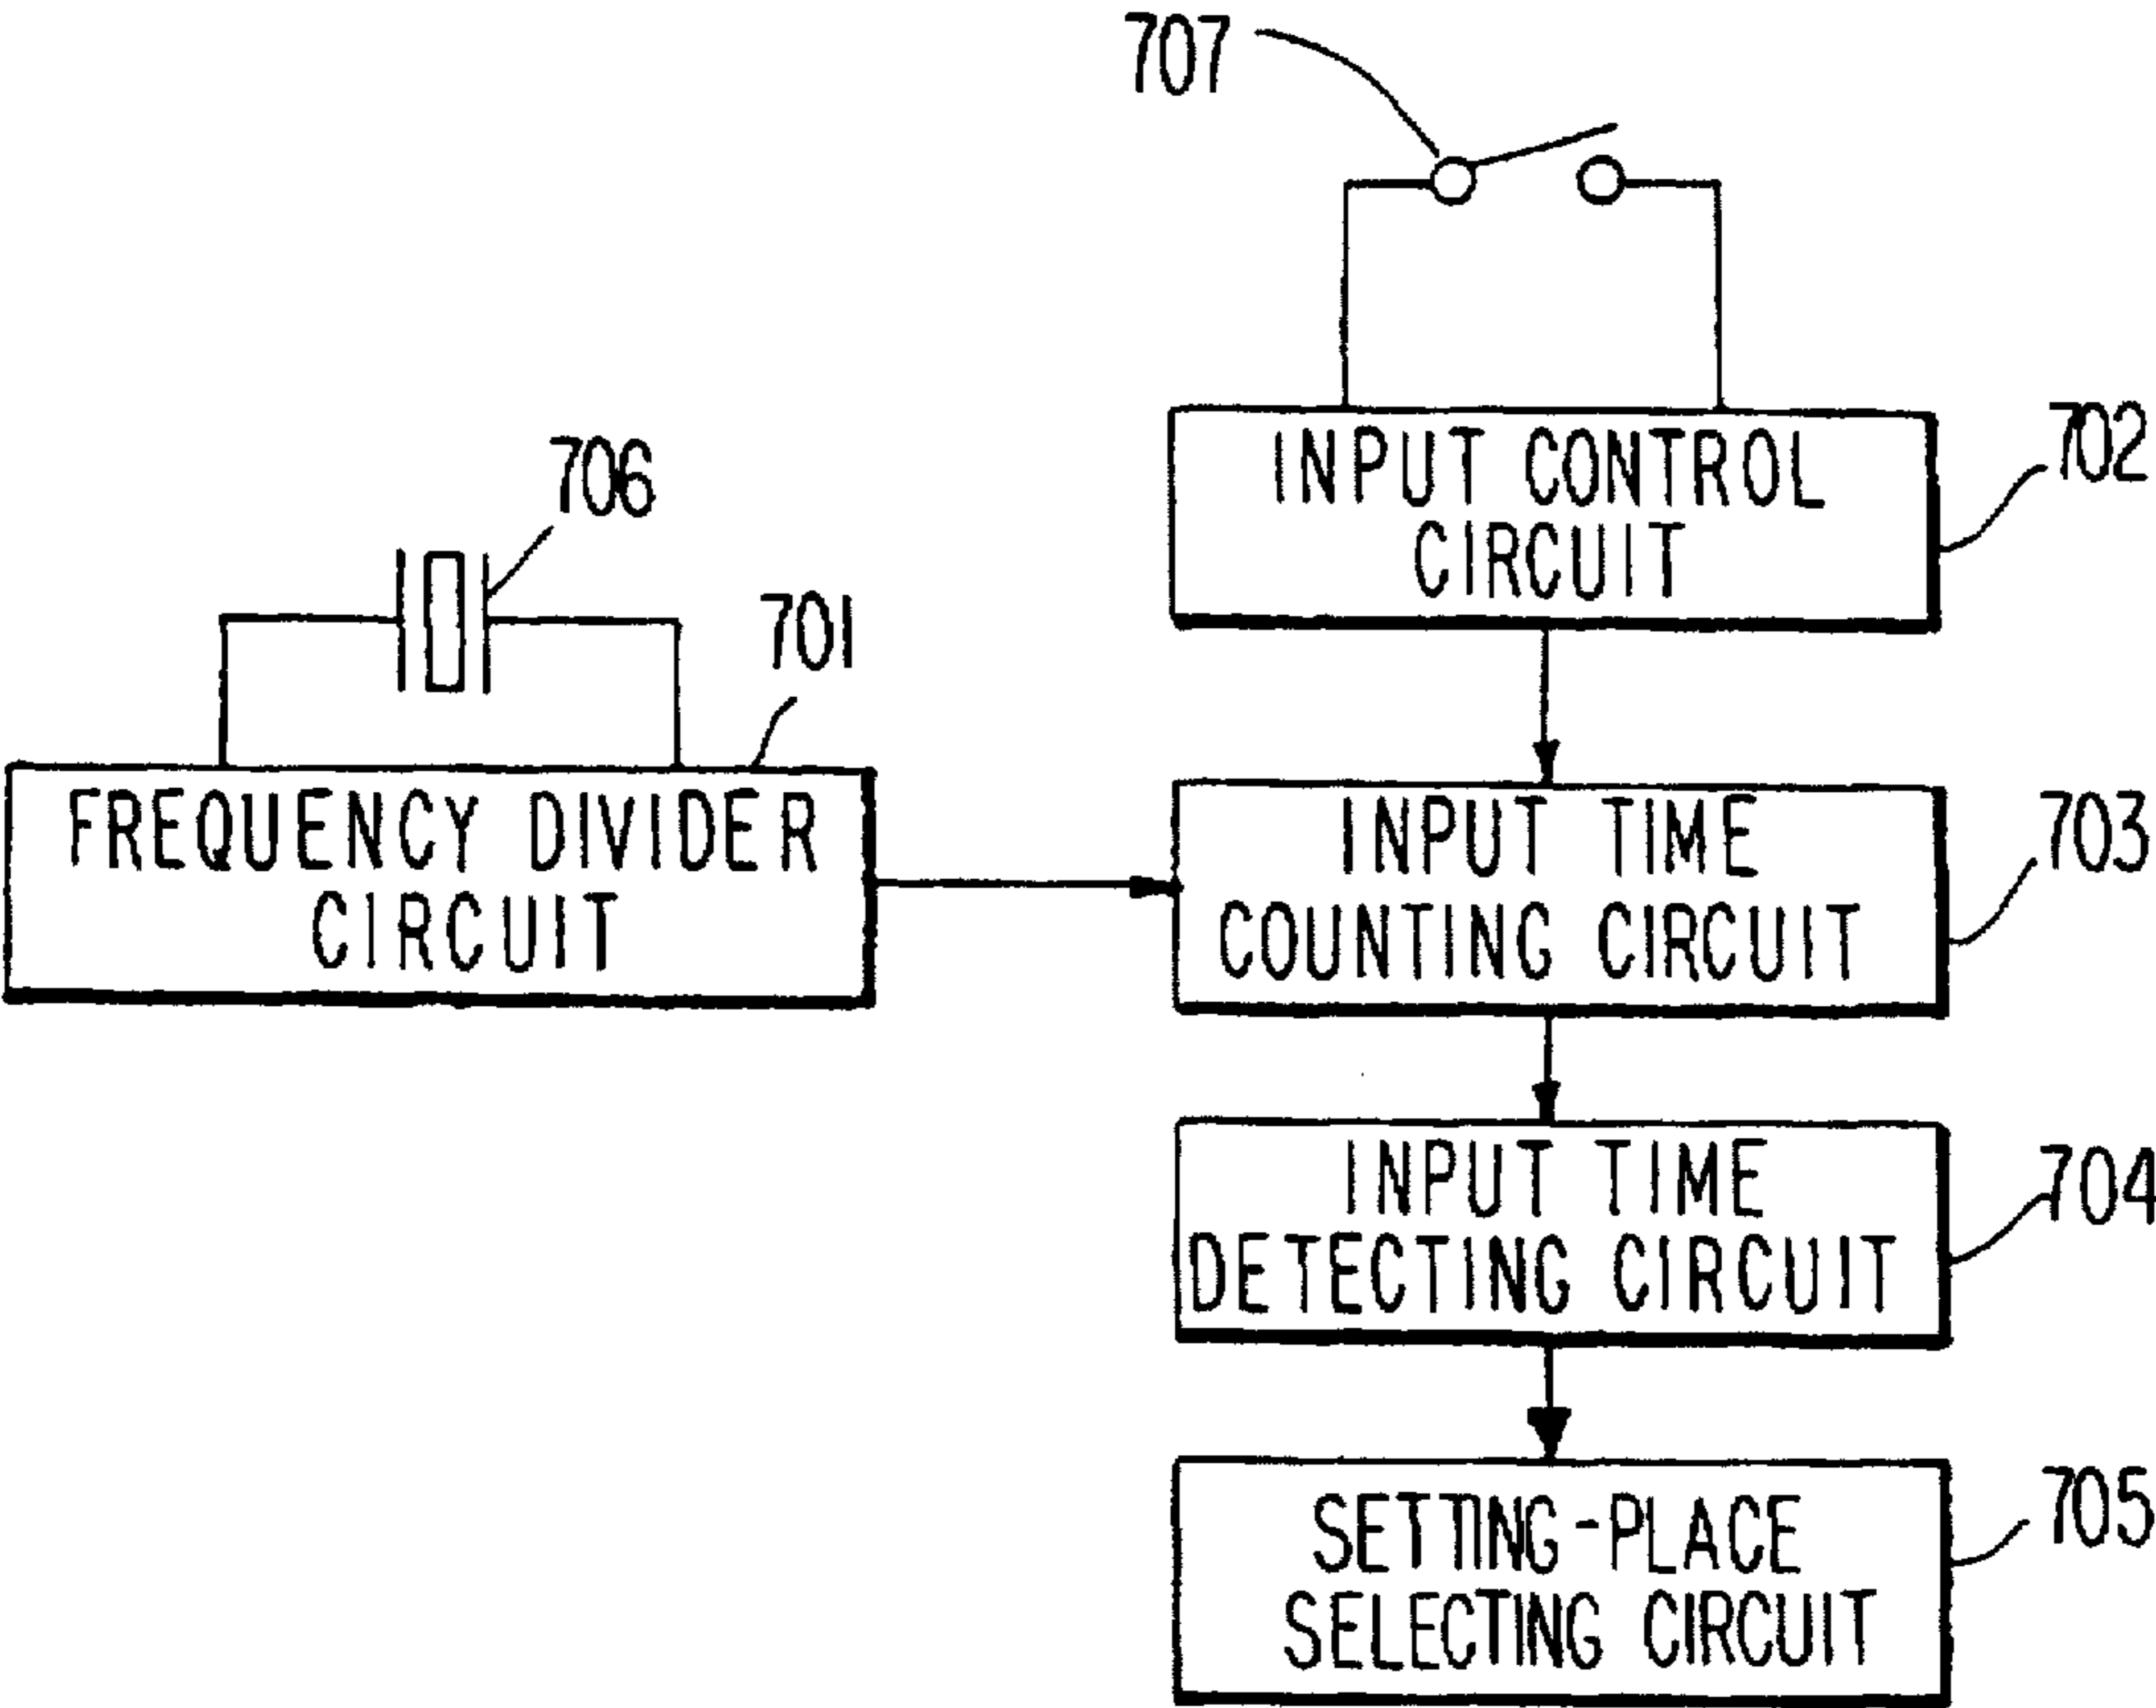 707
INPUT CONTROL
CIRCUIT
702
706
701
FREQUENCY DIVIDER
CIRCUIT
INPUT TIME
COUNTING CIRCUIT
703
INPUT TIME
DETECTING CIRCUIT
704
SETTING-PLACE
SELECTING CIRCUIT
705